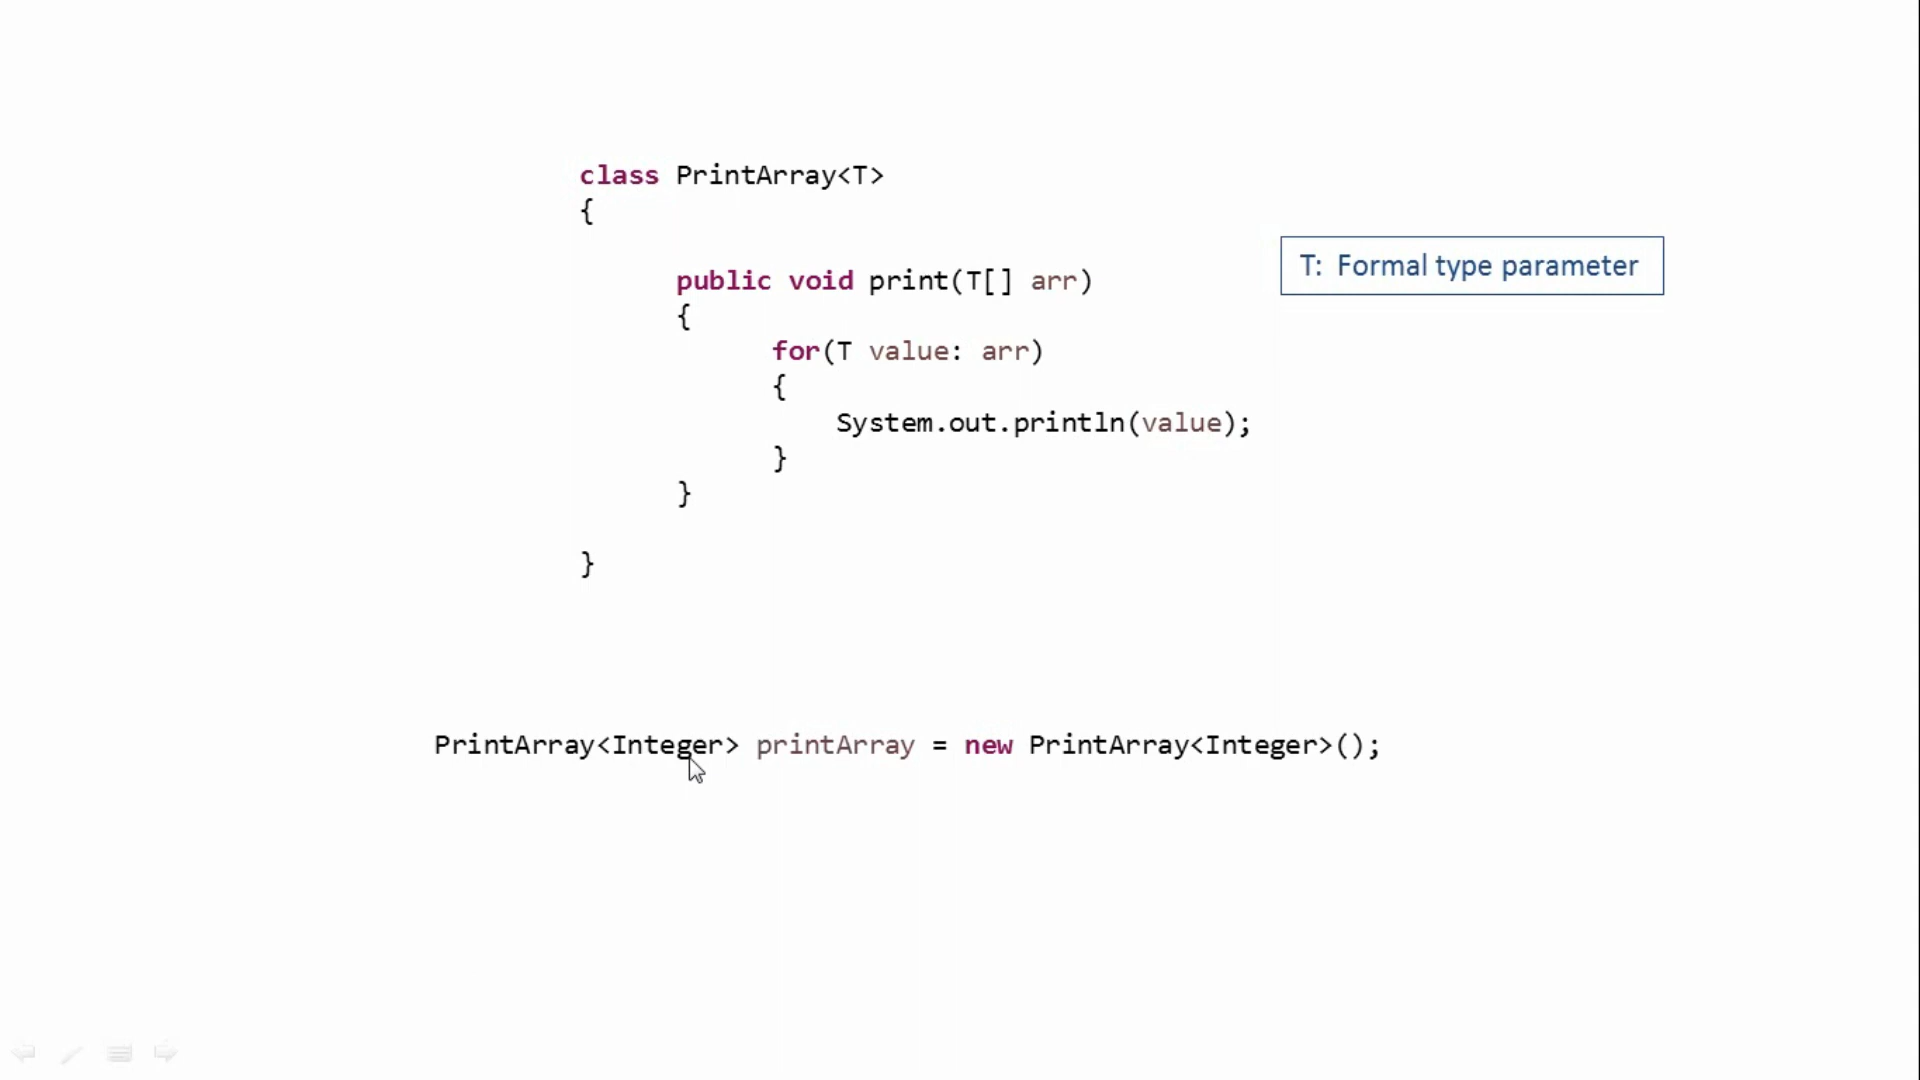 class PrintArray<T>
{
public void print(T[] arr)
T: Formal type parameter
{
for(T value: arr)
{
System.out.println(value);
}
}
}
PrintArray<Integer> printArray = new PrintArray<Integer>();